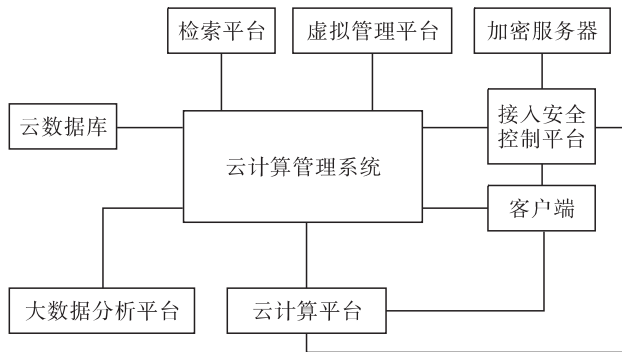 检索平台
虚拟管理平台
加密服务器
云数据库
云计算管理系统
接入安全
控制平台
客户端
大数据分析平台
云计算平台